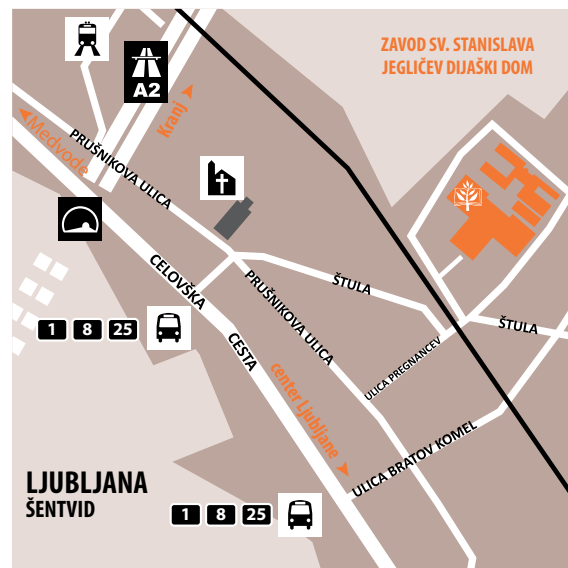 ZAVOD SV. STANISLAVA
JEGLIČEV DIJAŠKI DOM
A2
Kranj
Medvode
PRUŠNIKOVA ULICA
CELOVŠKA
CESTA
PRUŠNIKOVA ULICA
ŠTULA
ŠTULA
1 8 25
ULICA PREGNANCEV
center Ljubljane
ULICA BRATOV KOMEL
LJUBLJANA
ŠENTVID
1 8 25